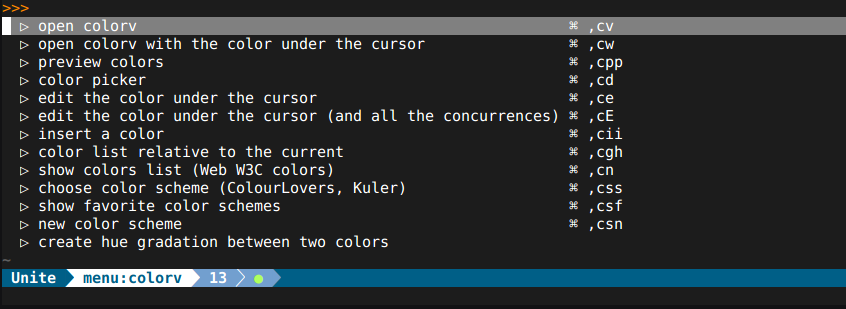 >>>
▷ open colorv ⌘ ,cv
▷ open colorv with the color under the cursor ⌘ ,cw
▷ preview colors ⌘ ,cpp
▷ color picker ⌘ ,cd
▷ edit the color under the cursor ⌘ ,ce
▷ edit the color under the cursor (and all the concurrences) ⌘ ,cE
▷ insert a color ⌘ ,cii
▷ color list relative to the current ⌘ ,cgh
▷ show colors list (Web W3C colors) ⌘ ,cn
▷ choose color scheme (ColourLovers, Kuler) ⌘ ,css
▷ show favorite color schemes ⌘ ,csf
▷ new color scheme ⌘ ,csn
▷ create hue gradation between two colors
~
Unite menu:colorv 13 ●